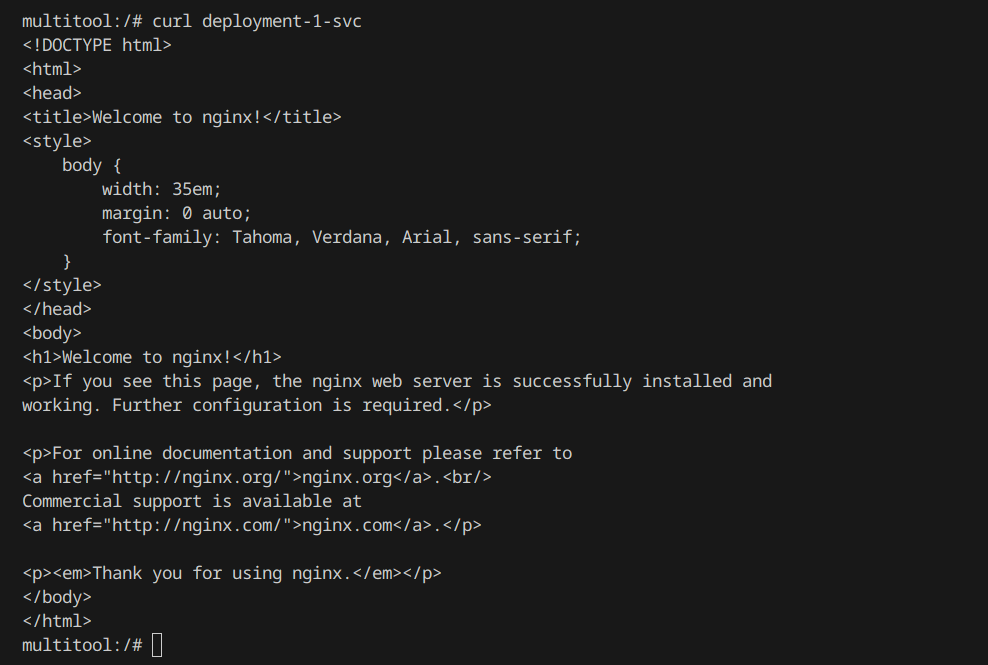 multitool:/# curl deployment-1-svc
<!DOCTYPE html>
<html>
<head>
<title>Welcome to nginx!</title>
<style>
    body {
        width: 35em;
        margin: 0 auto;
        font-family: Tahoma, Verdana, Arial, sans-serif;
    }
</style>
</head>
<body>
<h1>Welcome to nginx!</h1>
<p>If you see this page, the nginx web server is successfully installed and
working. Further configuration is required.</p>

<p>For online documentation and support please refer to
<a href="http://nginx.org/">nginx.org</a>.<br/>
Commercial support is available at
<a href="http://nginx.com/">nginx.com</a>.</p>

<p><em>Thank you for using nginx.</em></p>
</body>
</html>
multitool:/#